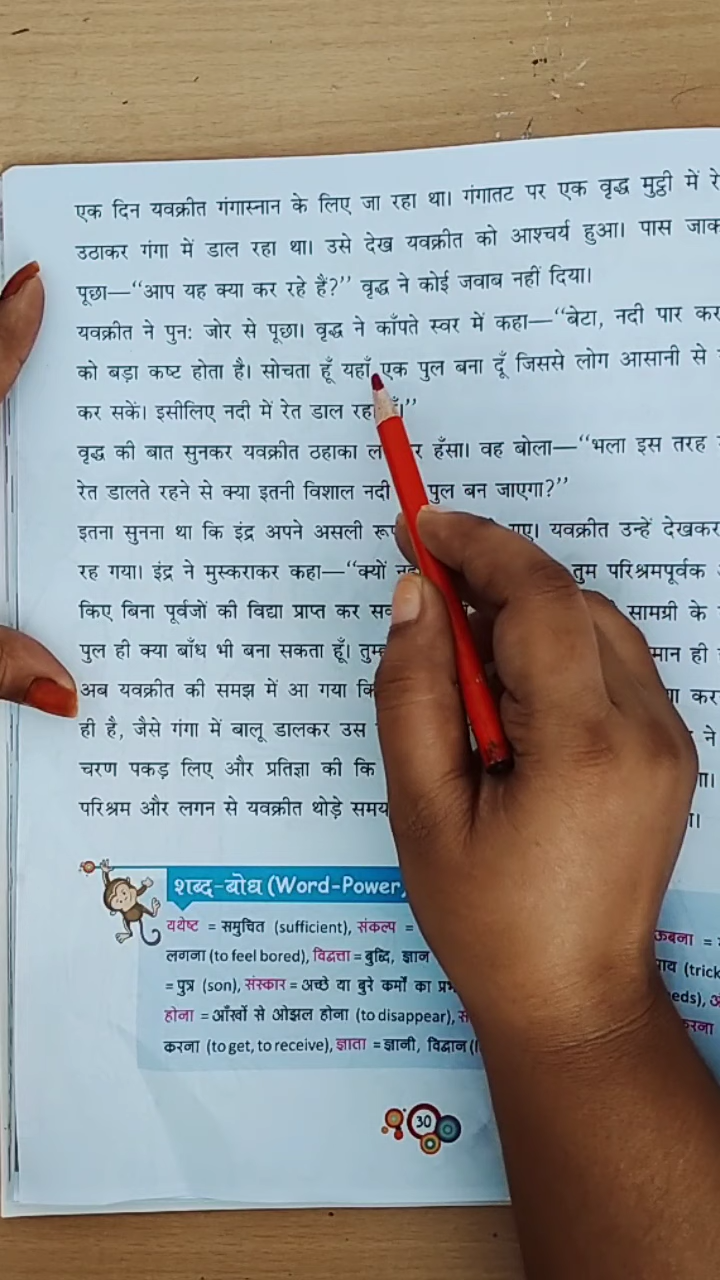 एक दिन यवक्रीत गंगास्नान के लिए जा रहा था। गंगातट पर एक वृद्ध मुट्ठी में
उठाकर गंगा में डाल रहा था। उसे देख यवक्रीत को आश्चर्य हुआ। पास
पूछा—“आप यह क्या कर रहे हैं?” वृद्ध ने कोई जवाब नहीं दिया।
यवक्रीत ने पुनः जोर से पूछा। वृद्ध ने काँपते स्वर में कहा—“बेटा, नदी पार
को बड़ा कष्ट होता है। सोचता हूँ यहाँ एक पुल बना दूँ जिससे लोग आसानी से
कर सकें। इसीलिए नदी में रेत डाल
वृद्ध की बात सुनकर यवक्रीत ठहाका हँसा। वह बोला—“भला इस तरह
रेत डालते रहने से क्या इतनी विशाल नदी पुल बन जाएगा?”
इतना सुनना था कि इंद्र अपने असली गए। यवक्रीत उन्हें देखकर
रह गया। इंद्र ने मुस्कराकर कहा—“क्यों तुम परिश्रमपूर्वक
किए बिना पूर्वजों की विद्या प्राप्त कर सामग्री के
पुल ही क्या बाँध भी बना सकता हूँ। ही
अब यवक्रीत की समझ में आ गया
ही है, जैसे गंगा में बालू डालकर उस ने
चरण पकड़ लिए और प्रतिज्ञा की कि
परिश्रम और लगन से यवक्रीत थोड़े
शब्द-बोध (Word-Power)
यथेष्ट = समुचित (sufficient), संकल्प = ऊबना =
लगना (to feel bored), विद्वत्ता = बुद्धि, ज्ञान (trick
= पुत्र (son), संस्कार = अच्छे या बुरे कर्मों का
होना = आँखों से ओझल होना (to disappear),
करना (to get, to receive), ज्ञाता = ज्ञानी, विद्वान
30